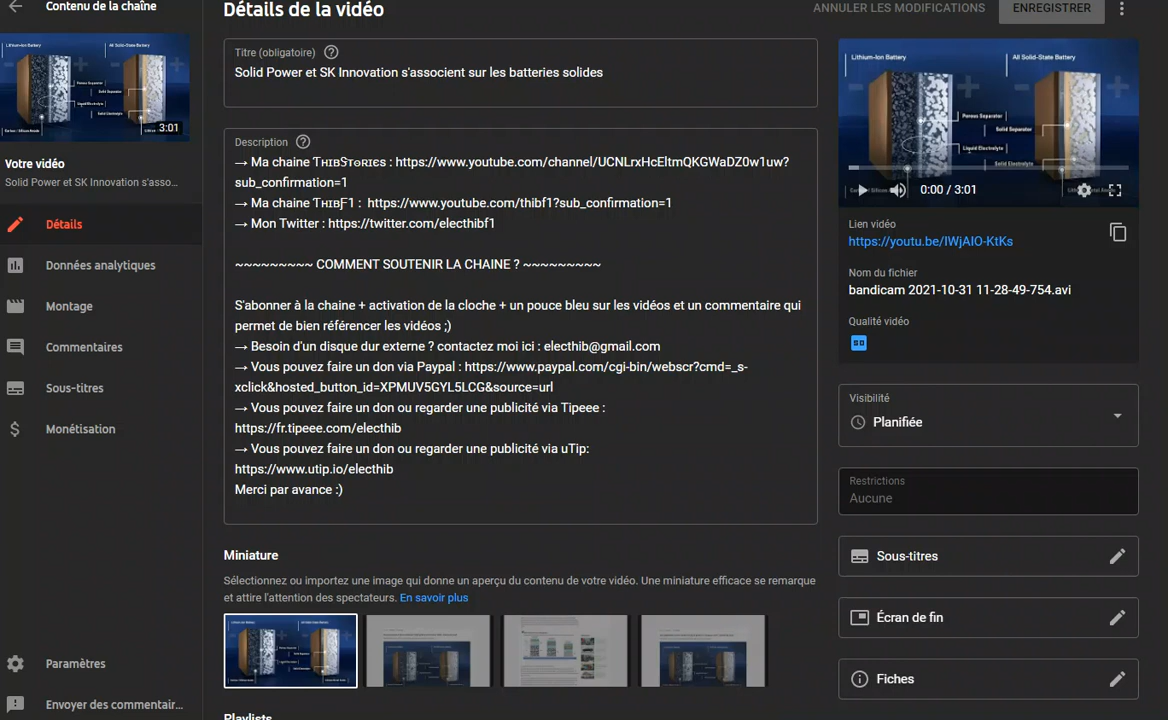 Contenu de la chaîne
Lithium-Ion Battery
All Solid-State Battery
Porous Separator
Solid Separator
Liquid Electrolyte
Solid Electrolyte
3:01
Votre vidéo
Solid Power et SK Innovation s'asso...
Détails
Données analytiques
Montage
Commentaires
Sous-titres
Monétisation
Paramètres
Envoyer des commentair...
Détails de la vidéo
ANNULER LES MODIFICATIONS
ENREGISTRER
Titre (obligatoire)
Solid Power et SK Innovation s'associent sur les batteries solides
Description
→ Ma chaine ƬнιвSтοʀιєs : https://www.youtube.com/channel/UCNLrxHcEltmQKGWaDZ0w1uw?
sub_confirmation=1
→ Ma chaine ƬнιвƑ1 : https://www.youtube.com/thibf1?sub_confirmation=1
→ Mon Twitter : https://twitter.com/electhibf1
~~~~~~~~~ COMMENT SOUTENIR LA CHAINE ? ~~~~~~~~~
S'abonner à la chaine + activation de la cloche + un pouce bleu sur les vidéos et un commentaire qui
permet de bien référencer les vidéos ;)
→ Besoin d'un disque dur externe ? contactez moi ici : electhib@gmail.com
→ Vous pouvez faire un don via Paypal : https://www.paypal.com/cgi-bin/webscr?cmd=_s-
xclick&hosted_button_id=XPMUV5GYL5LCG&source=url
→ Vous pouvez faire un don ou regarder une publicité via Tipeee :
https://fr.tipeee.com/electhib
→ Vous pouvez faire un don ou regarder une publicité via uTip:
https://www.utip.io/electhib
Merci par avance :)
Miniature
Sélectionnez ou importez une image qui donne un aperçu du contenu de votre vidéo. Une miniature efficace se remarque
et attire l'attention des spectateurs. En savoir plus
Playlists
Lithium-Ion Battery
All Solid-State Battery
Porous Separator
Solid Separator
Liquid Electrolyte
Solid Electrolyte
0:00 / 3:01
Lien vidéo
https://youtu.be/IWjAIO-KtKs
Nom du fichier
bandicam 2021-10-31 11-28-49-754.avi
Qualité vidéo
SD
Visibilité
Planifiée
Restrictions
Aucune
Sous-titres
Écran de fin
Fiches